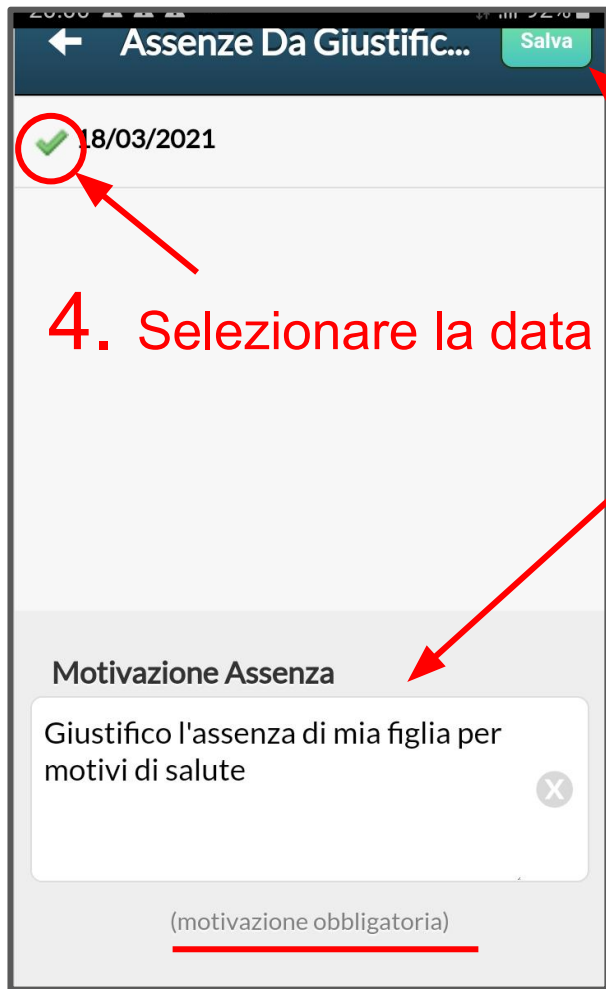 Assenze Da Giustific...
Salva
18/03/2021
4. Selezionare la data
Motivazione Assenza
Giustifico l'assenza di mia figlia per
motivi di salute
X
(motivazione obbligatoria)